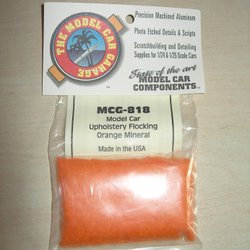 THE MODEL CAR GARAGE
Precision Machined Aluminum
Photo Etched Details & Scripts
Scratchbuilding and Detailing
Supplies for 1/24 & 1/25 Scale Cars
State of the art
MODEL CAR
COMPONENTS
MCG-818
Model Car
Upholstery Flocking
Orange Mineral
Made in the USA